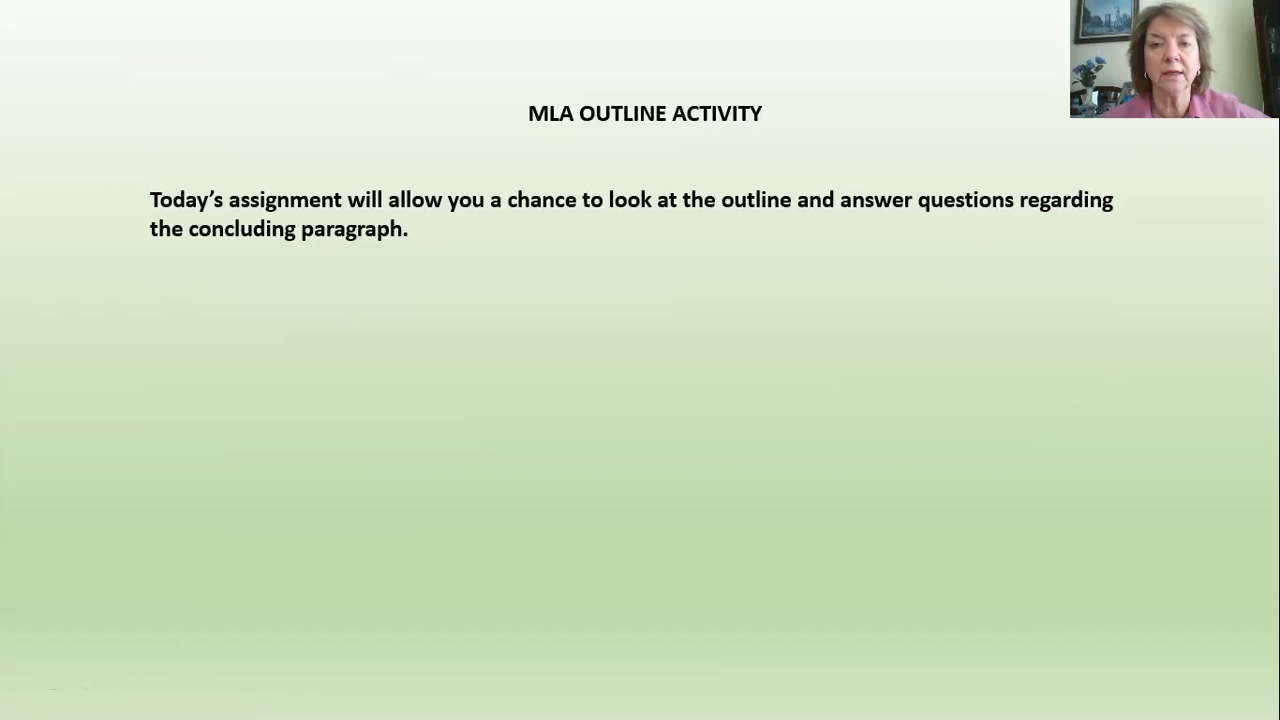 MLA OUTLINE ACTIVITY
Today’s assignment will allow you a chance to look at the outline and answer questions regarding
the concluding paragraph.